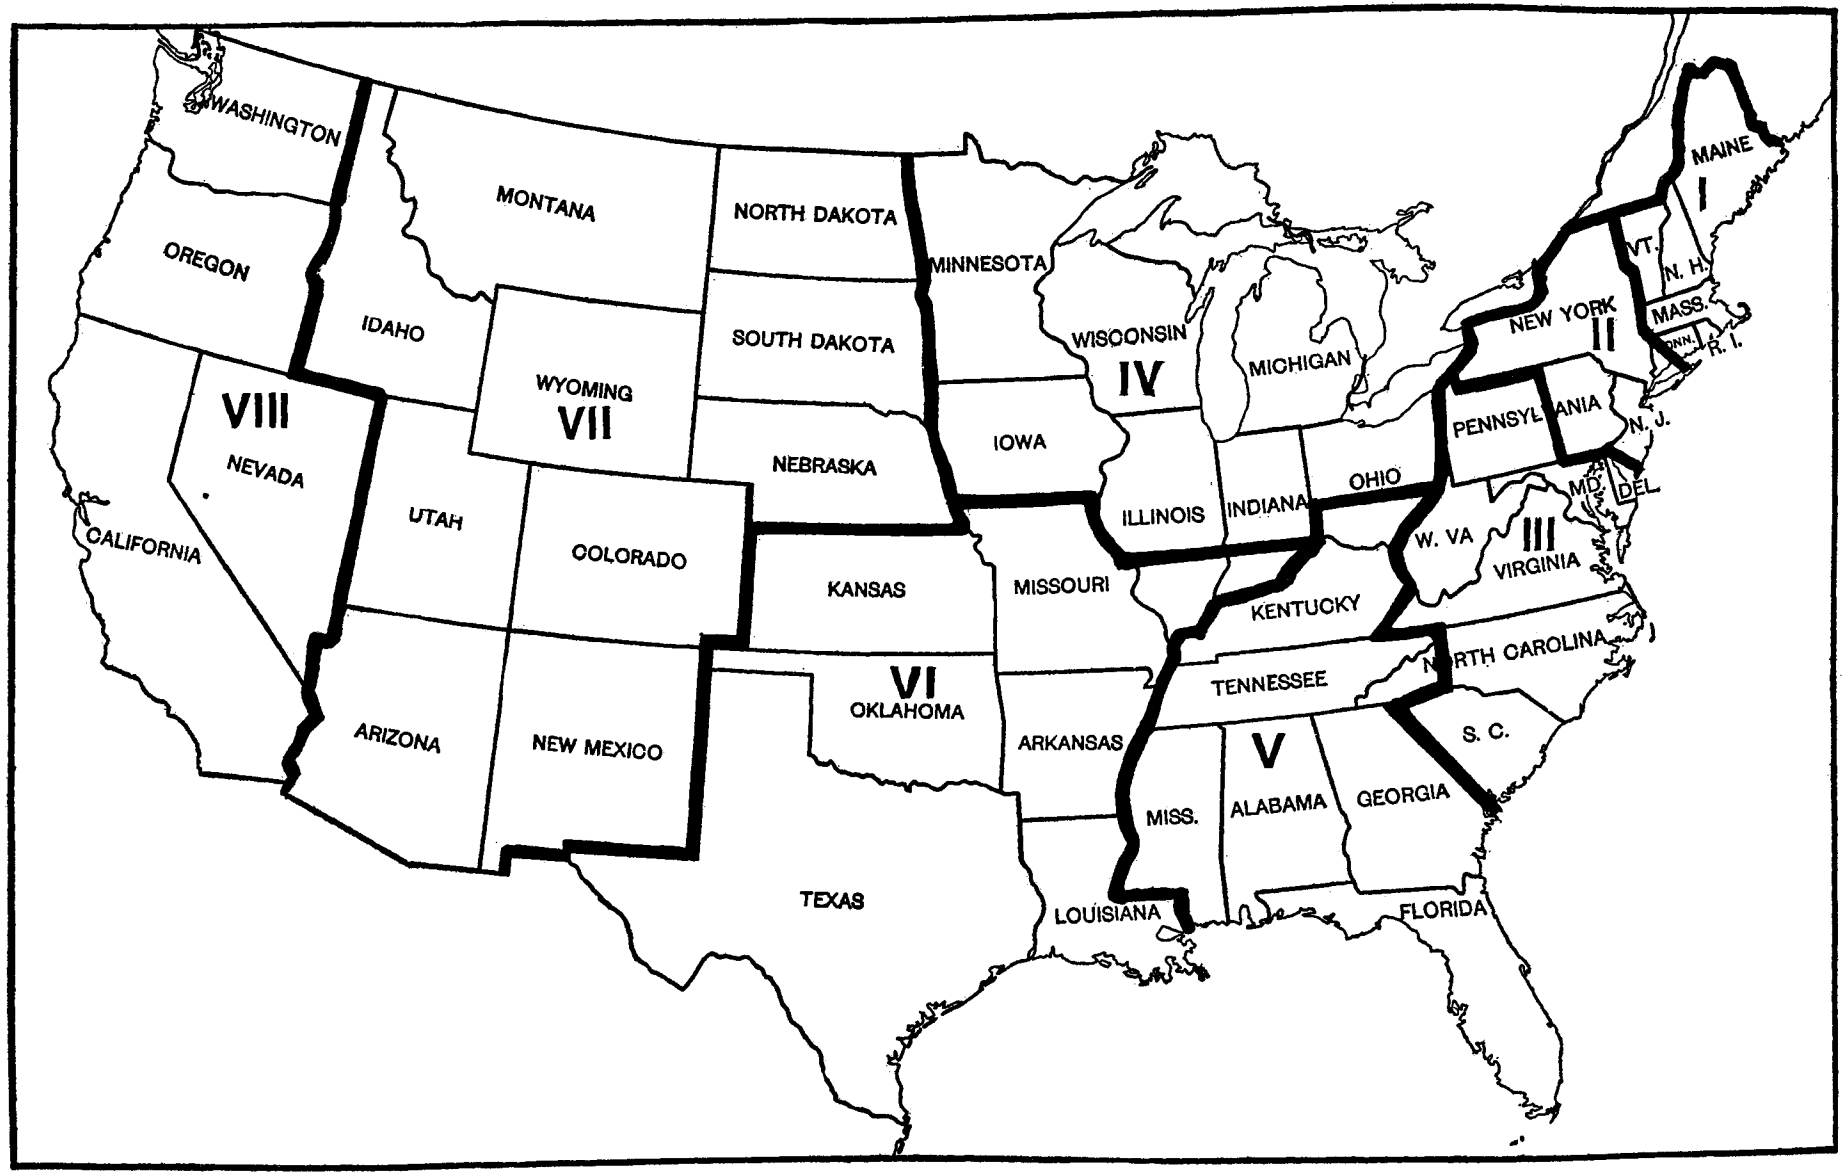 WASHINGTON
MAINE
I
MONTANA
NORTH DAKOTA
OREGON
MINNESOTA
VT.
N. H.
IDAHO
SOUTH DAKOTA
WISCONSIN
IV
MICHIGAN
NEW YORK
II
MASS.
R. I.
WYOMING
VII
VIII
NEVADA
NEBRASKA
IOWA
PENNSYLVANIA
N. J.
UTAH
ILLINOIS
INDIANA
OHIO
MD.
DEL.
CALIFORNIA
COLORADO
KANSAS
MISSOURI
W. VA
III
VIRGINIA
KENTUCKY
VI
OKLAHOMA
TENNESSEE
NORTH CAROLINA
ARIZONA
NEW MEXICO
ARKANSAS
V
S. C.
MISS.
ALABAMA
GEORGIA
TEXAS
LOUISIANA
FLORIDA